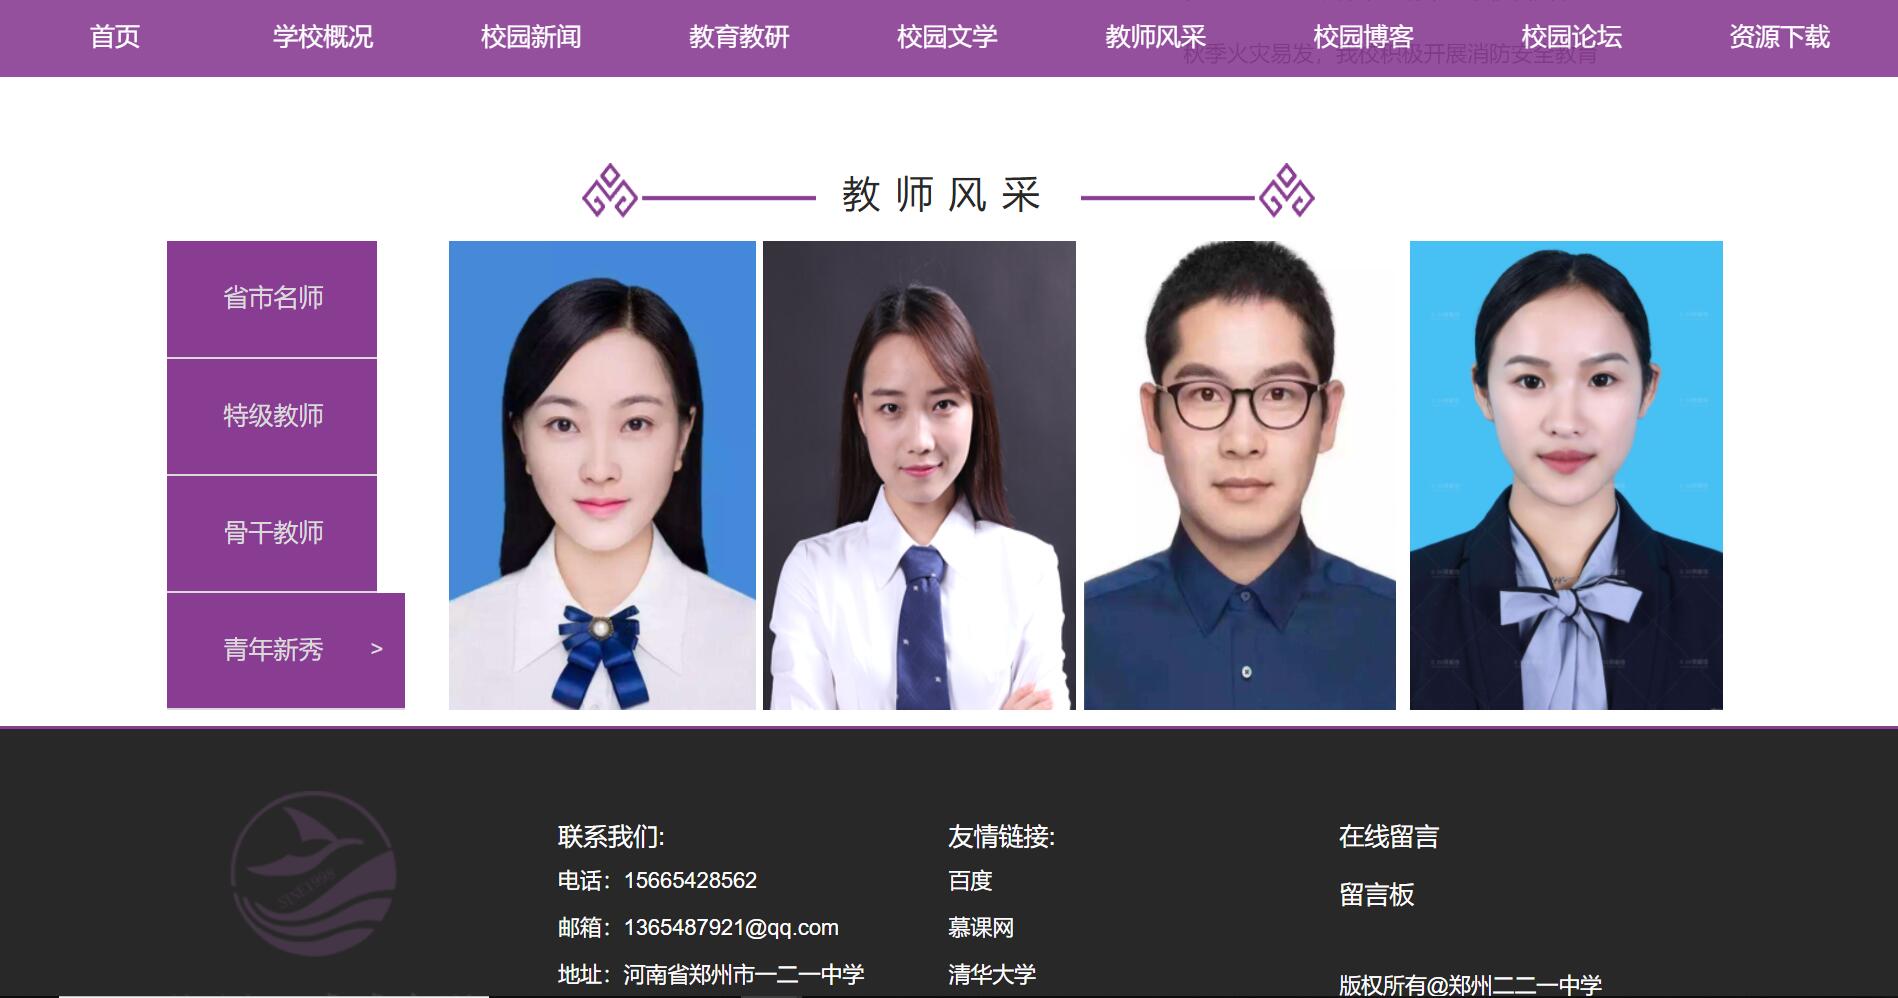 首页 学校概况 校园新闻 教育教研 校园文学 教师风采 校园博客 校园论坛 资源下载
秋季火灾易发，我校积极开展消防安全教育
教师风采
省市名师
特级教师
骨干教师
青年新秀 >
联系我们:
电话：15665428562
邮箱：1365487921@qq.com
地址：河南省郑州市一二一中学
友情链接:
百度
慕课网
清华大学
在线留言
留言板
版权所有@郑州二二一中学